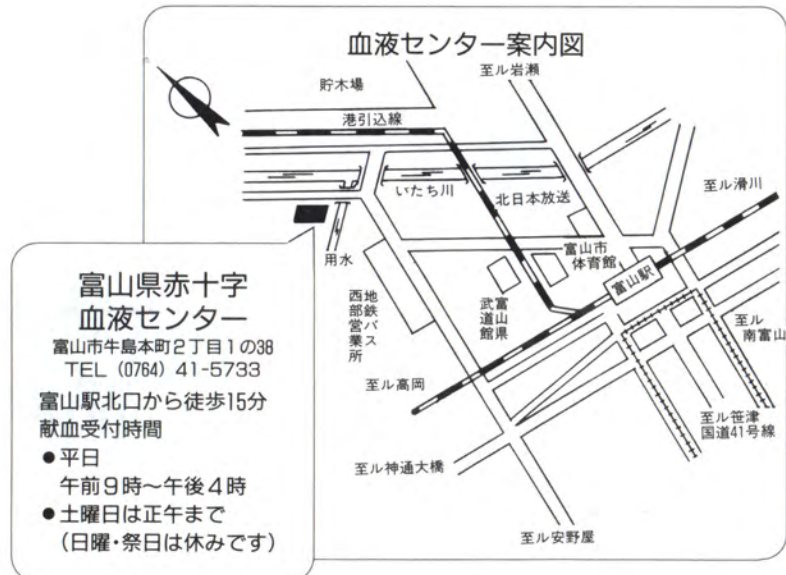 血液センター案内図
貯木場
至ル岩瀬
港引込線
いたち川
北日本放送
至ル滑川
用水
富山市
体育館
富山駅
地鉄バス
西部営業所
富山県
武道館
至ル
南富山
至ル高岡
至ル笹津
国道41号線
至ル神通大橋
至ル安野屋
富山県赤十字
血液センター
富山市牛島本町2丁目1の38
TEL (0764) 41-5733
富山駅北口から徒歩15分
献血受付時間
●平日
午前9時〜午後4時
●土曜日は正午まで
(日曜・祭日は休みです)